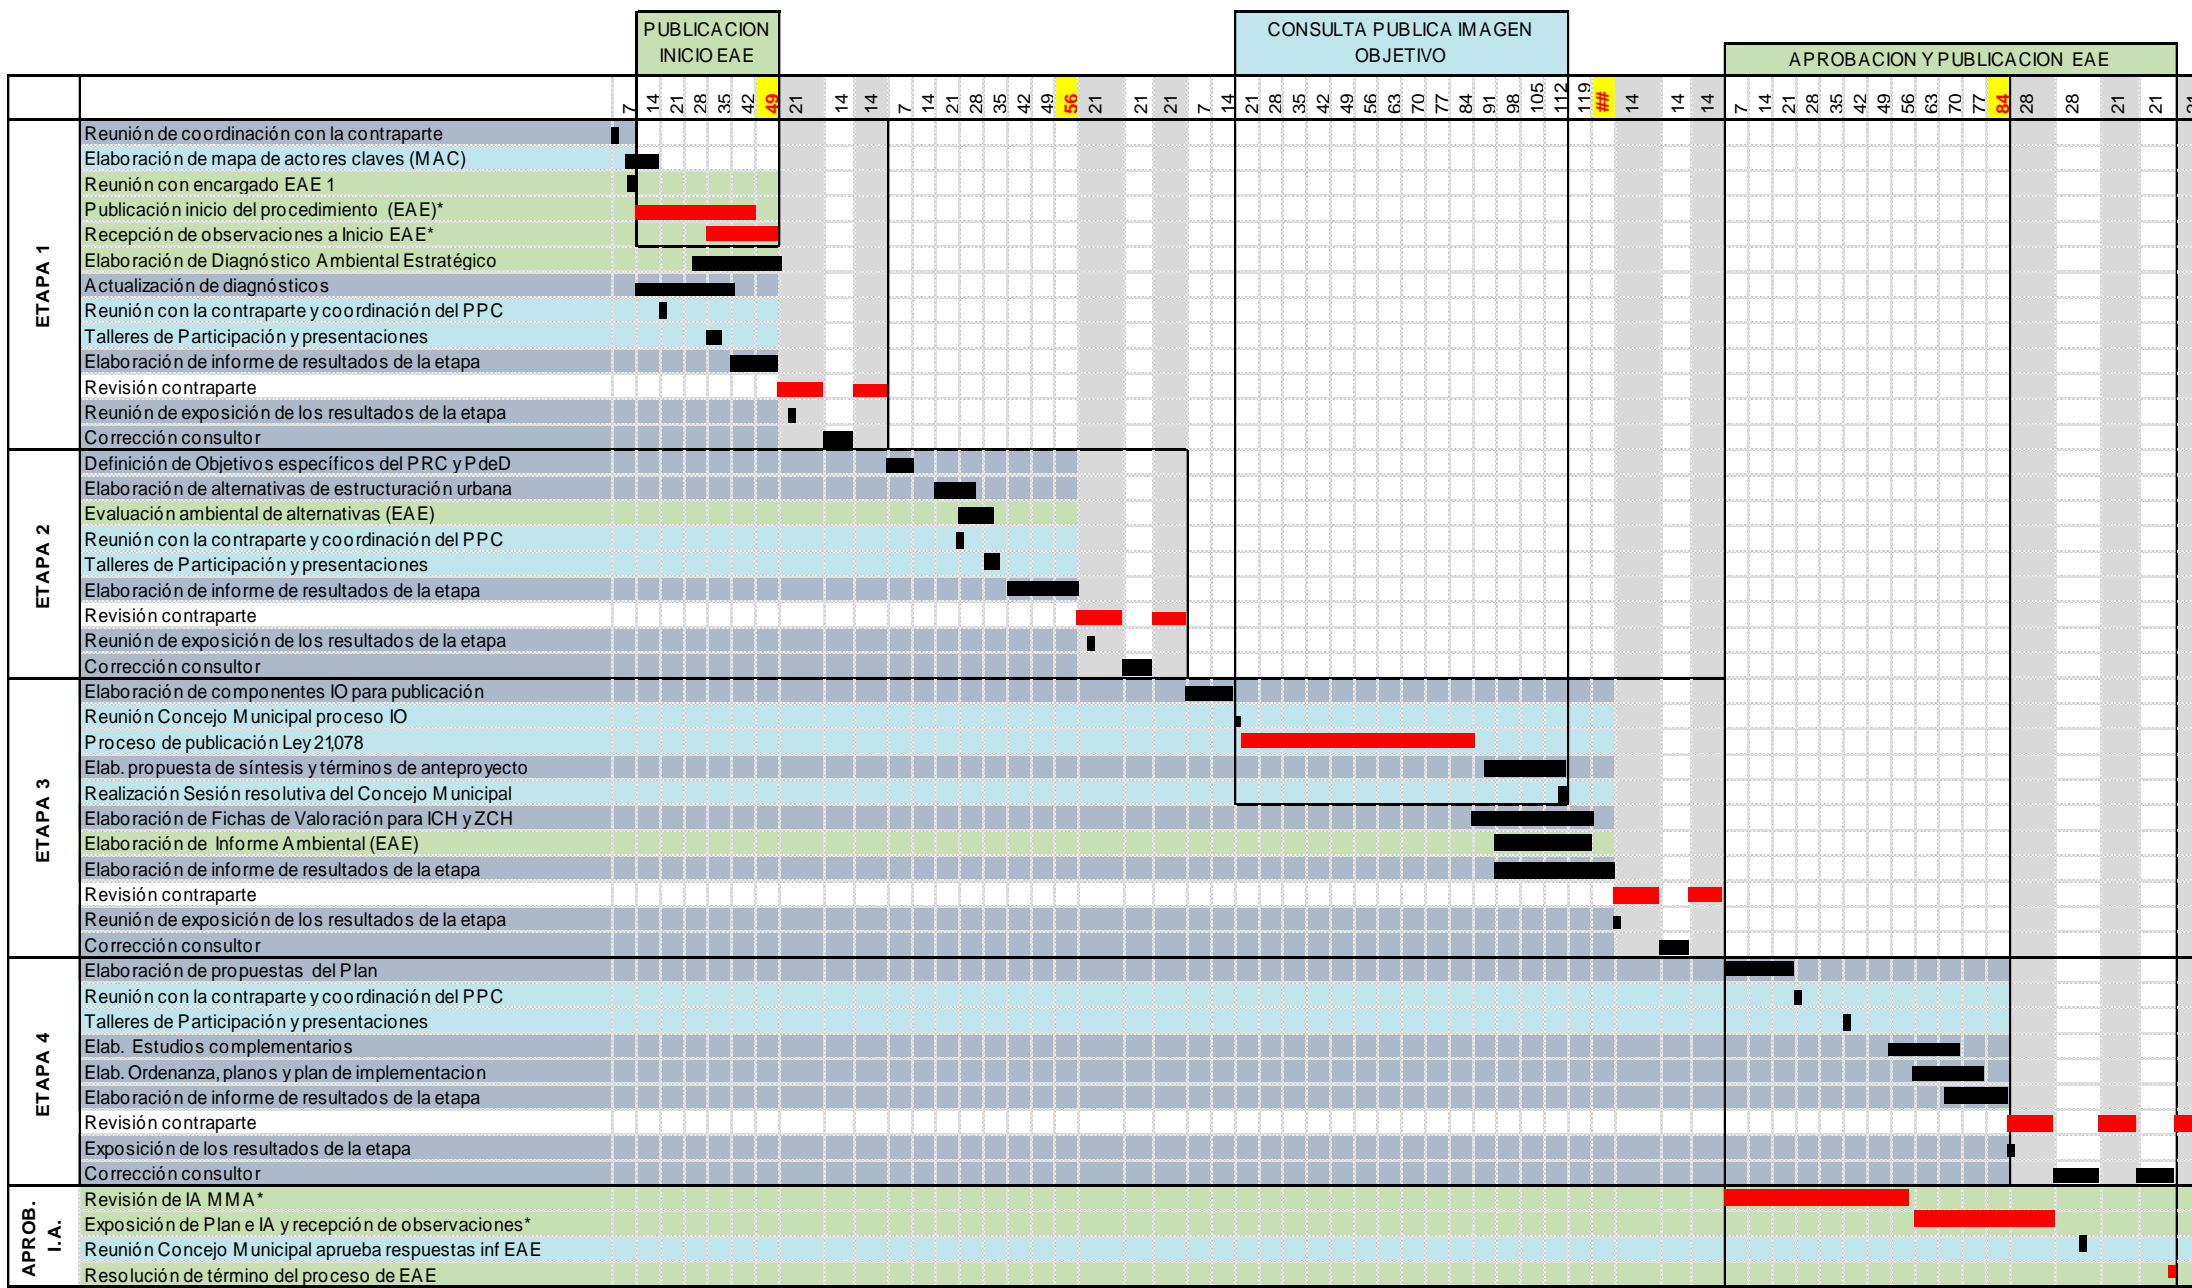 PUBLICACION
INICIO EAE
CONSULTA PUBLICA IMAGEN
OBJETIVO
APROBACION Y PUBLICACION EAE
7 14 21 28 35 42 49 21 14 14 7 14 21 28 35 42 49 56 21 21 21 7 14 21 28 35 42 49 56 63 70 77 84 91 98 105 112 119 ## 14 14 14 7 14 21 28 35 42 49 56 63 70 77 84 28 28 21 21
ETAPA 1
Reunión de coordinación con la contraparte
Elaboración de mapa de actores claves (MAC)
Reunión con encargado EAE 1
Publicación inicio del procedimiento (EAE)*
Recepción de observaciones a Inicio EAE*
Elaboración de Diagnóstico Ambiental Estratégico
Actualización de diagnósticos
Reunión con la contraparte y coordinación del PPC
Talleres de Participación y presentaciones
Elaboración de informe de resultados de la etapa
Revisión contraparte
Reunión de exposición de los resultados de la etapa
Corrección consultor
ETAPA 2
Definición de Objetivos específicos del PRC y PdeD
Elaboración de alternativas de estructuración urbana
Evaluación ambiental de alternativas (EAE)
Reunión con la contraparte y coordinación del PPC
Talleres de Participación y presentaciones
Elaboración de informe de resultados de la etapa
Revisión contraparte
Reunión de exposición de los resultados de la etapa
Corrección consultor
ETAPA 3
Elaboración de componentes IO para publicación
Reunión Concejo Municipal proceso IO
Proceso de publicación Ley 21,078
Elab. propuesta de síntesis y términos de anteproyecto
Realización Sesión resolutiva del Concejo Municipal
Elaboración de Fichas de Valoración para ICH y ZCH
Elaboración de Informe Ambiental (EAE)
Elaboración de informe de resultados de la etapa
Revisión contraparte
Reunión de exposición de los resultados de la etapa
Corrección consultor
ETAPA 4
Elaboración de propuestas del Plan
Reunión con la contraparte y coordinación del PPC
Talleres de Participación y presentaciones
Elab. Estudios complementarios
Elab. Ordenanza, planos y plan de implementacion
Elaboración de informe de resultados de la etapa
Revisión contraparte
Exposición de los resultados de la etapa
Corrección consultor
APROB.
I.A.
Revisión de IA MMA*
Exposición de Plan e IA y recepción de observaciones*
Reunión Concejo Municipal aprueba respuestas inf EAE
Resolución de término del proceso de EAE